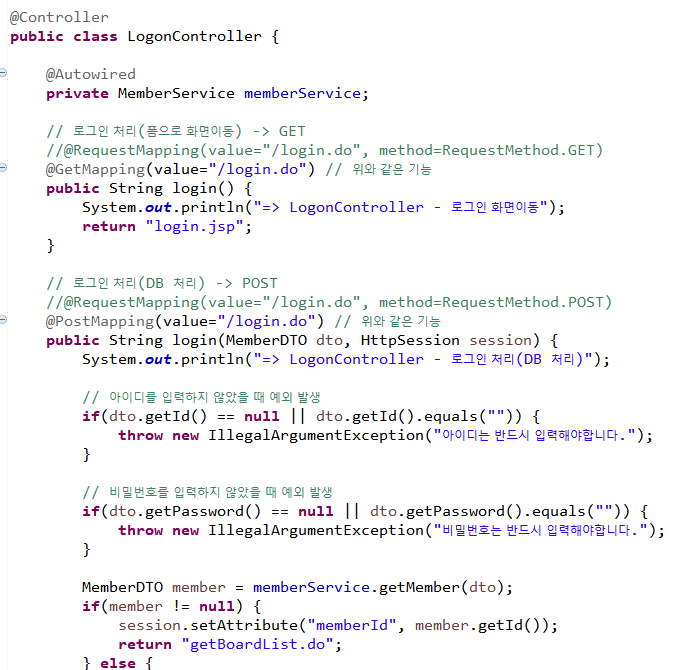 @Controller
public class LogonController {
@Autowired
private MemberService memberService;
// 로그인 처리(폼으로 화면이동) -> GET
//@RequestMapping(value="/login.do", method=RequestMethod.GET)
@GetMapping(value="/login.do") // 위와 같은 기능
public String login() {
System.out.println("=> LogonController - 로그인 화면이동");
return "login.jsp";
}
// 로그인 처리(DB 처리) -> POST
//@RequestMapping(value="/login.do", method=RequestMethod.POST)
@PostMapping(value="/login.do") // 위와 같은 기능
public String login(MemberDTO dto, HttpSession session) {
System.out.println("=> LogonController - 로그인 처리(DB 처리)");
// 아이디를 입력하지 않았을 때 예외 발생
if(dto.getId() == null || dto.getId().equals("")) {
throw new IllegalArgumentException("아이디는 반드시 입력해야합니다.");
}
// 비밀번호를 입력하지 않았을 때 예외 발생
if(dto.getPassword() == null || dto.getPassword().equals("")) {
throw new IllegalArgumentException("비밀번호는 반드시 입력해야합니다.");
}
MemberDTO member = memberService.getMember(dto);
if(member != null) {
session.setAttribute("memberId", member.getId());
return "getBoardList.do";
} else {